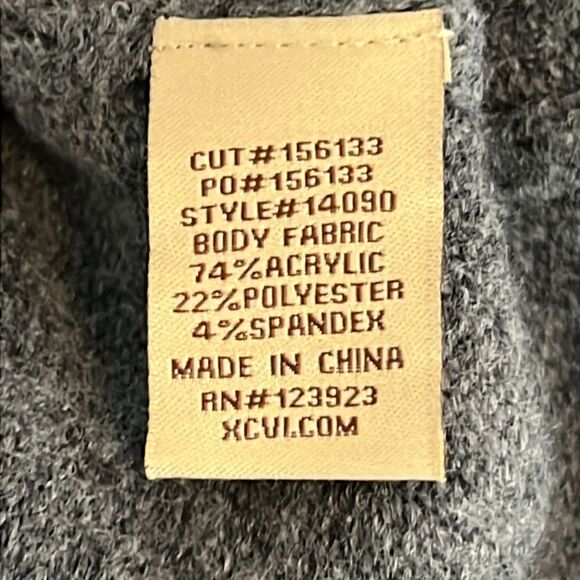 CUT#156133
PO#156133
STYLE#14090
BODY FABRIC
74%ACRYLIC
22%POLYESTER
4%SPANDEX
MADE IN CHINA
RN#123923
XCVI.COM